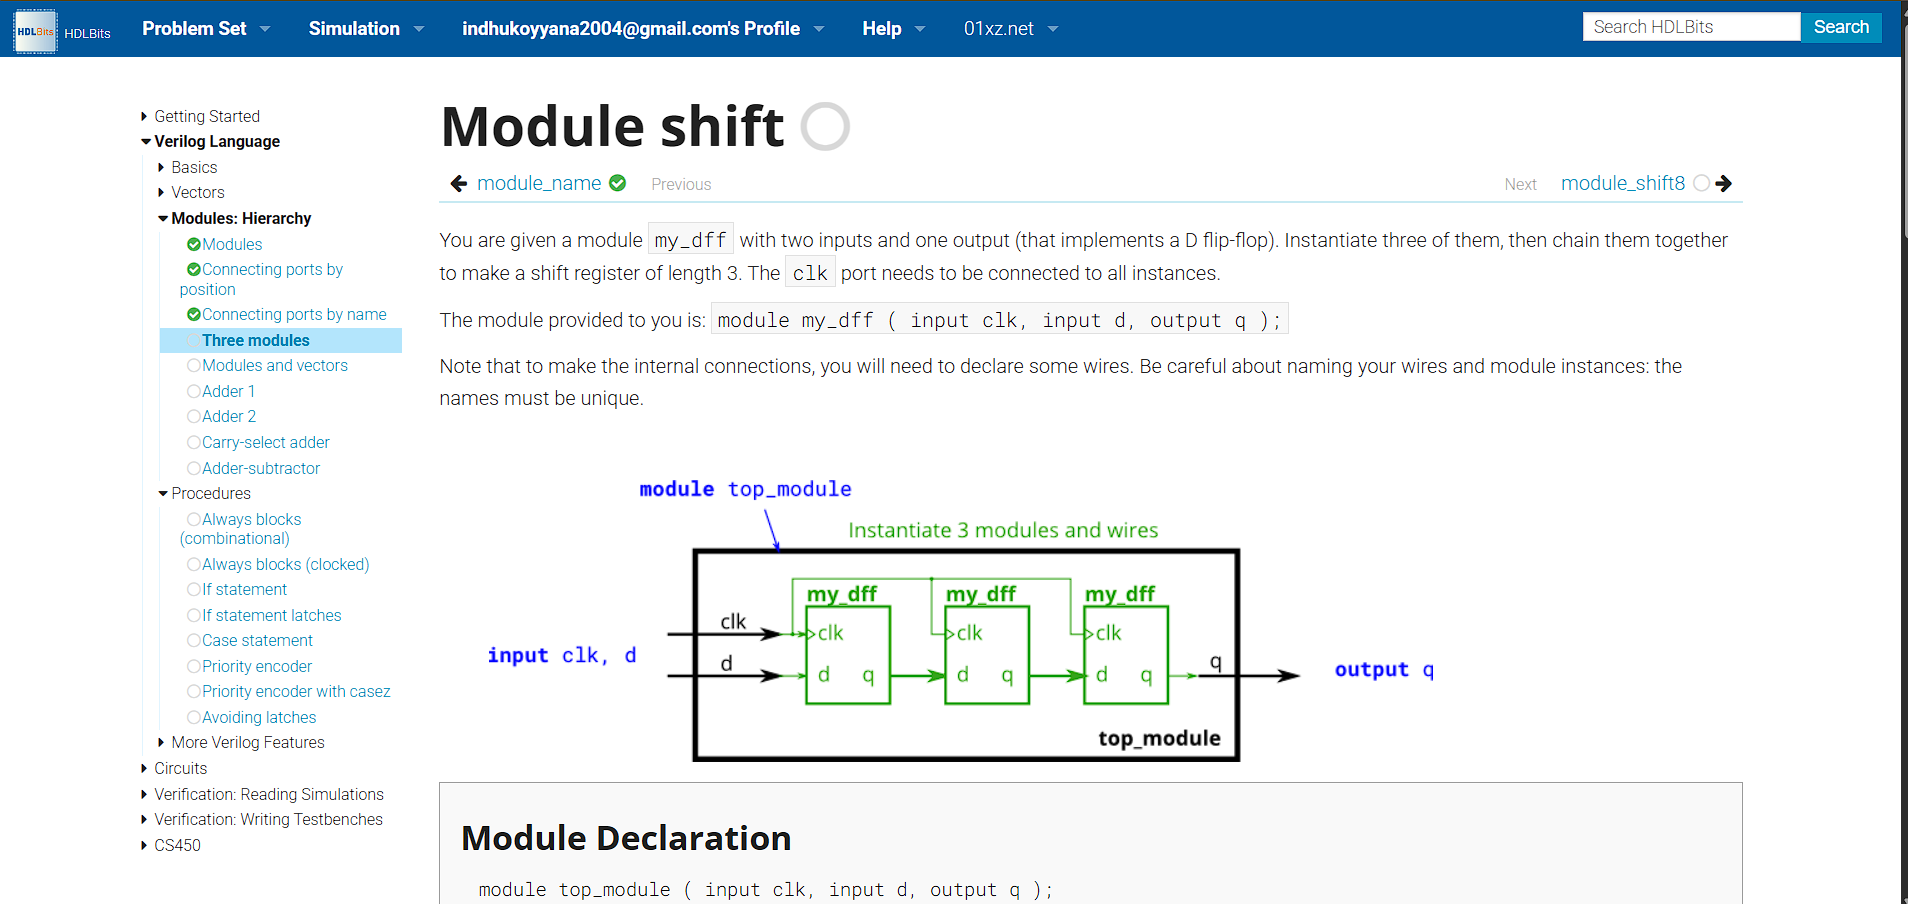 HDLBits HDLBits Problem Set Simulation indhukoyyana2004@gmail.com's Profile Help 01xz.net Search HDLBits Search
Getting Started
Verilog Language
Basics
Vectors
Modules: Hierarchy
Modules
Connecting ports by
position
Connecting ports by name
Three modules
Modules and vectors
Adder 1
Adder 2
Carry-select adder
Adder-subtractor
Procedures
Always blocks
(combinational)
Always blocks (clocked)
If statement
If statement latches
Case statement
Priority encoder
Priority encoder with casez
Avoiding latches
More Verilog Features
Circuits
Verification: Reading Simulations
Verification: Writing Testbenches
CS450
Module shift
module_name Previous Next module_shift8
You are given a module my_dff with two inputs and one output (that implements a D flip-flop). Instantiate three of them, then chain them together
to make a shift register of length 3. The clk port needs to be connected to all instances.
The module provided to you is: module my_dff ( input clk, input d, output q );
Note that to make the internal connections, you will need to declare some wires. Be careful about naming your wires and module instances: the
names must be unique.
module top_module
Instantiate 3 modules and wires
my_dff my_dff my_dff
clk clk clk clk
input clk, d
d d q d q d q q
output q
top_module
Module Declaration
module top_module ( input clk, input d, output q );